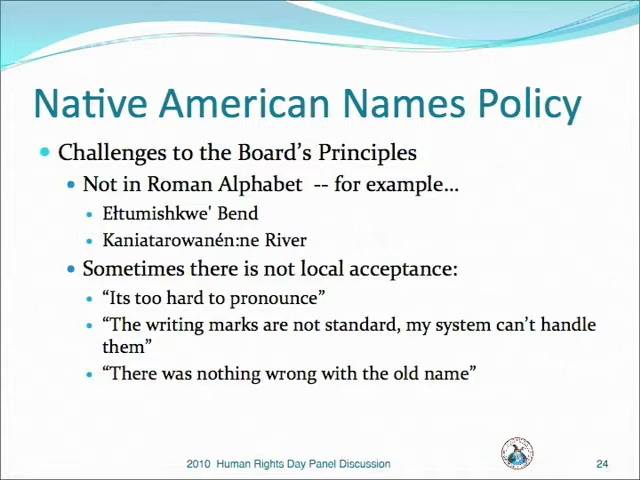 Native American Names Policy
Challenges to the Board’s Principles
Not in Roman Alphabet -- for example…
Ełtumishkwe' Bend
Kaniatarowanén:ne River
Sometimes there is not local acceptance:
“Its too hard to pronounce”
“The writing marks are not standard, my system can’t handle
them”
“There was nothing wrong with the old name”
2010 Human Rights Day Panel Discussion
24